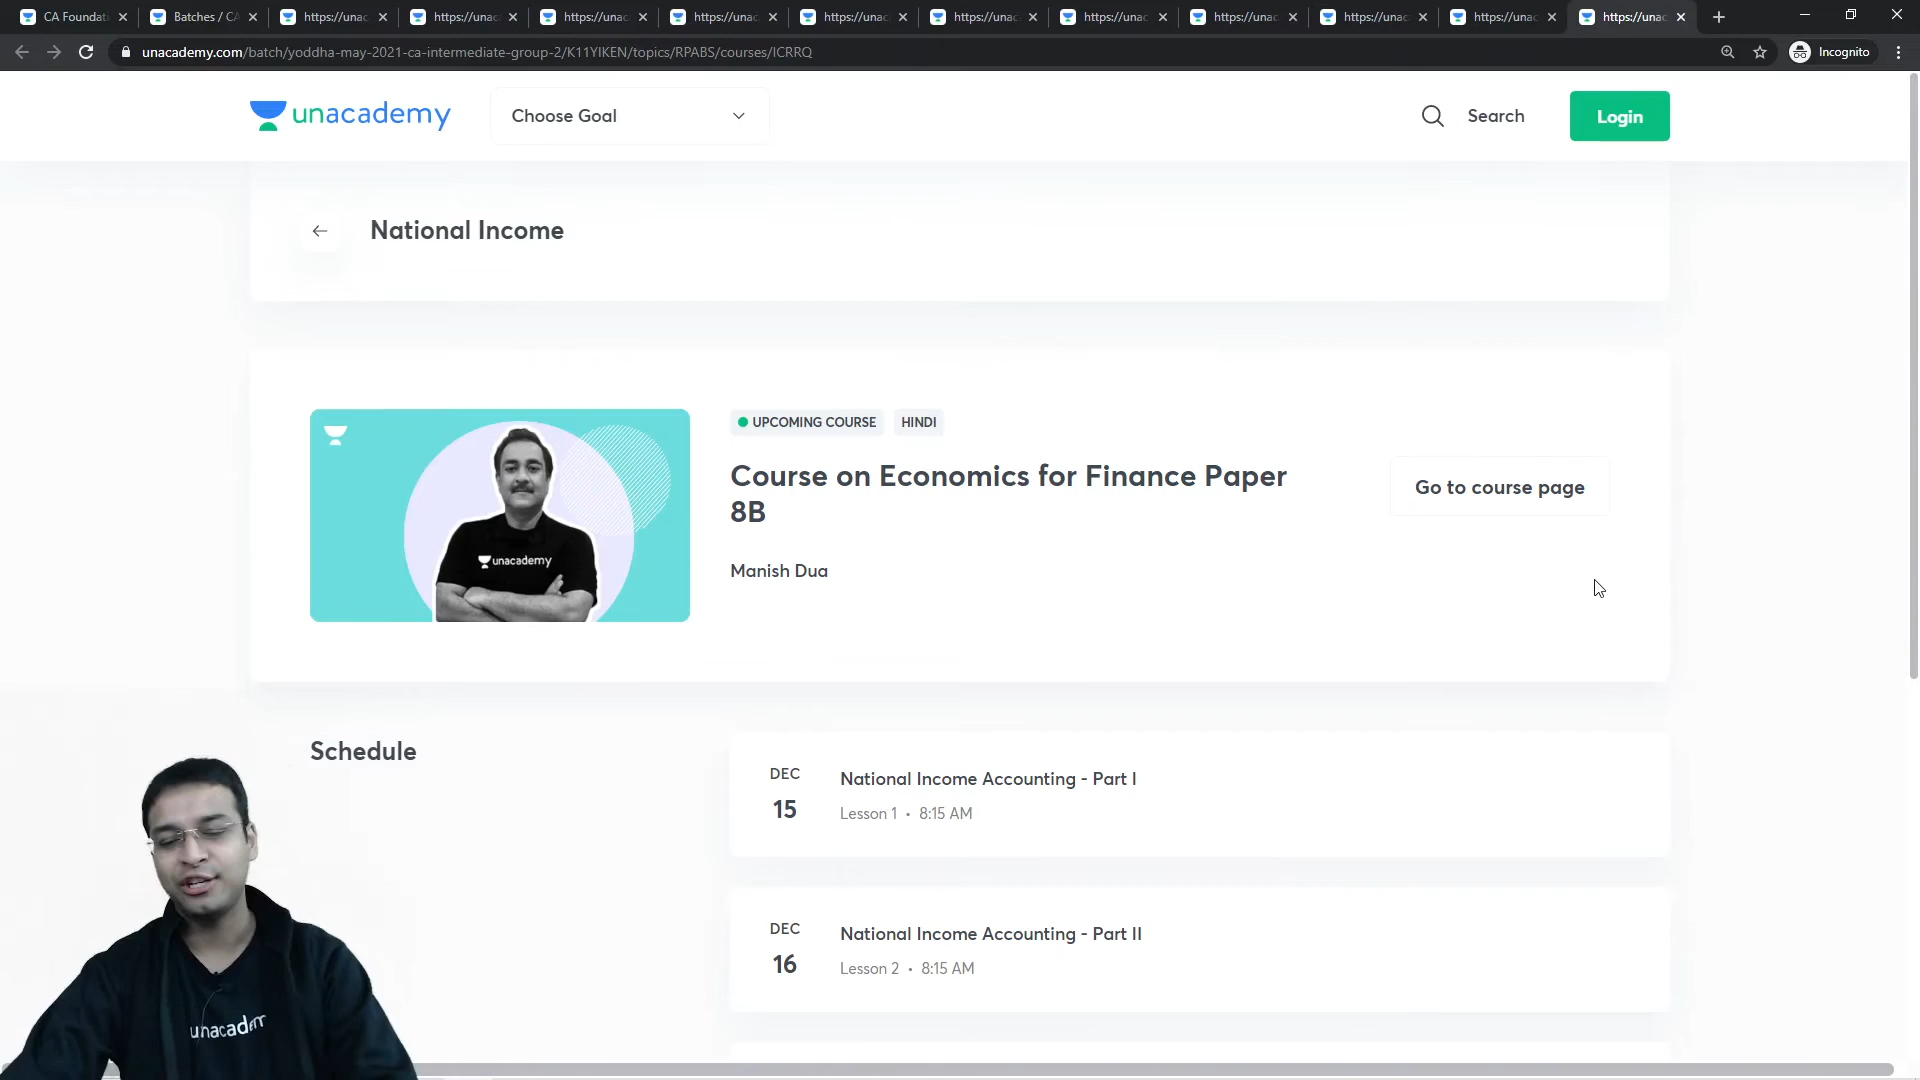 CA Foundati
Batches / CA
https://unac
https://unac
https://unac
https://unac
https://unac
https://unac
https://unac
https://unac
https://unac
https://unac
https://unac
unacademy.com/batch/yoddha-may-2021-ca-intermediate-group-2/K11YIKEN/topics/RPABS/courses/ICRRQ
Incognito
unacademy
Choose Goal
Search
Login
National Income
UPCOMING COURSE
HINDI
Course on Economics for Finance Paper
8B
Go to course page
Manish Dua
unacademy
Schedule
DEC
15
National Income Accounting - Part I
Lesson 1 • 8:15 AM
DEC
16
National Income Accounting - Part II
Lesson 2 • 8:15 AM
unacadem